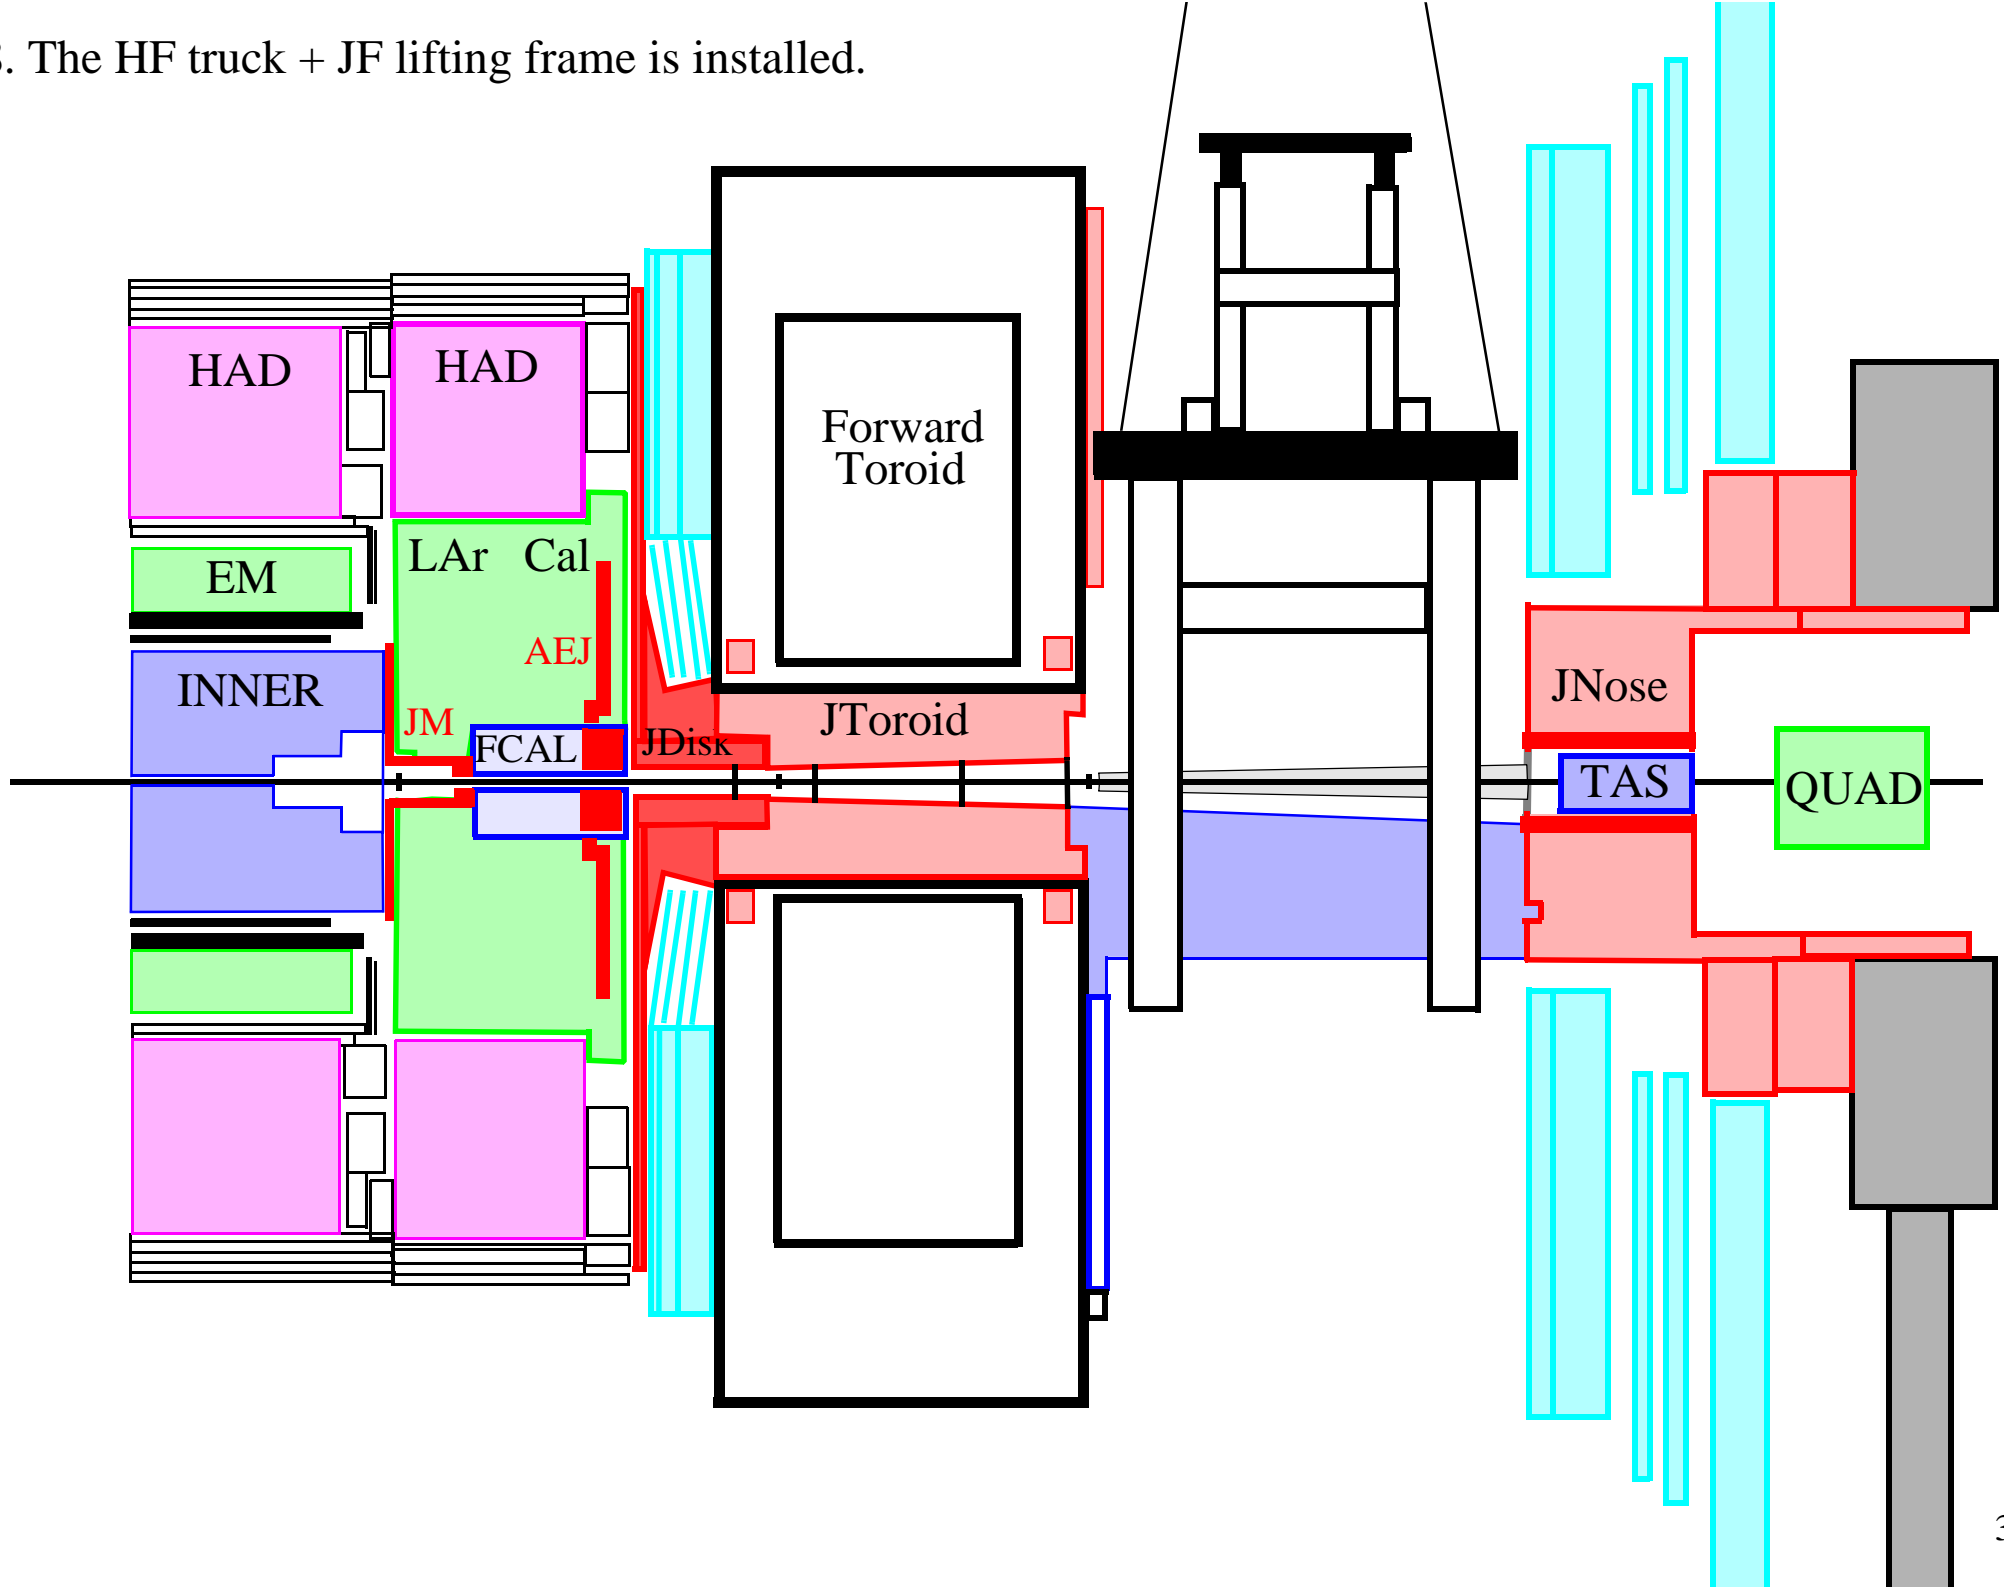 . The HF truck + JF lifting frame is installed.
HAD
HAD
Forward
Toroid
LAr Cal
EM
AEJ
INNER
JM
JNose
JToroid
FCAL
JDisk
TAS
QUAD